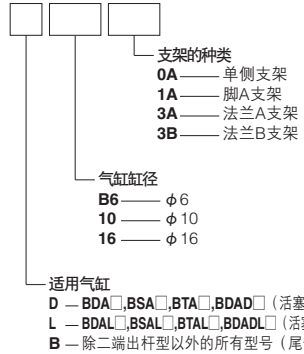 支架的种类
0A —— 单侧支架
1A —— 脚A支架
3A —— 法兰A支架
3B —— 法兰B支架
气缸缸径
B6 —— φ6
10 —— φ10
16 —— φ16
适用气缸
D — BDA□,BSA□,BTA□,BDAD□（活塞
L — BDAL□,BSAL□,BTAL□,BDADL□（活塞
B — 除二端出杆型以外的所有型号（尾